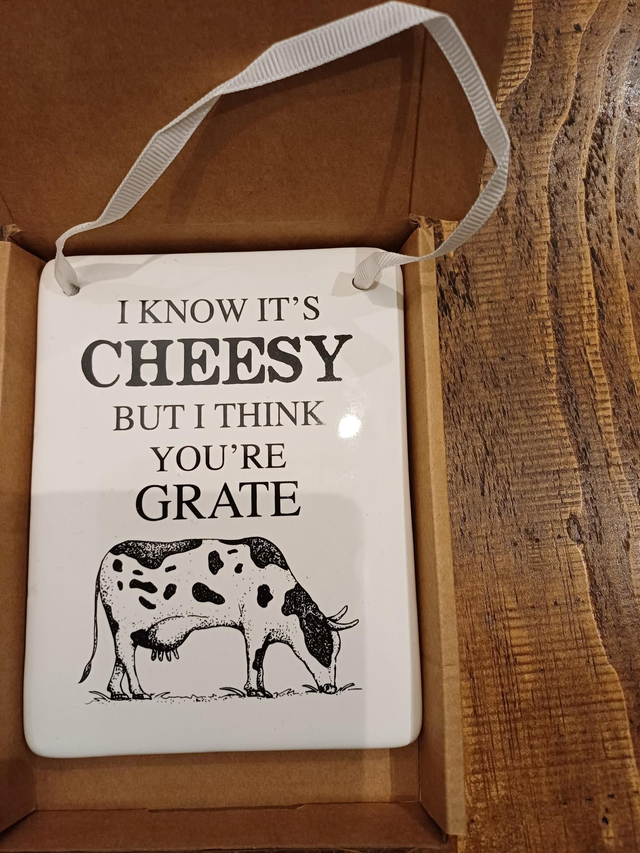 I KNOW IT'S
CHEESY
BUT I THINK
YOU'RE
GRATE